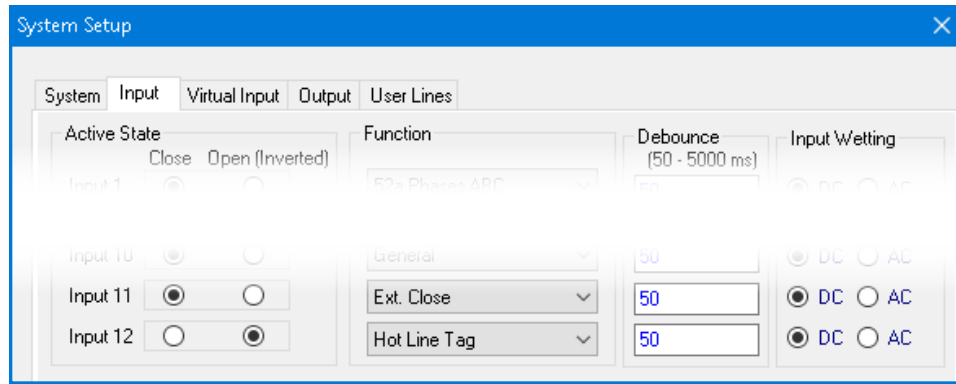 System Setup
System Input Virtual Input Output User Lines
Active State Function Debounce Input Wetting
Close Open (Inverted) (50 - 5000 ms)
Input 1 52a Phases ABC 50 DC AC
Input 10 General 50 DC AC
Input 11 Ext. Close 50 DC AC
Input 12 Hot Line Tag 50 DC AC